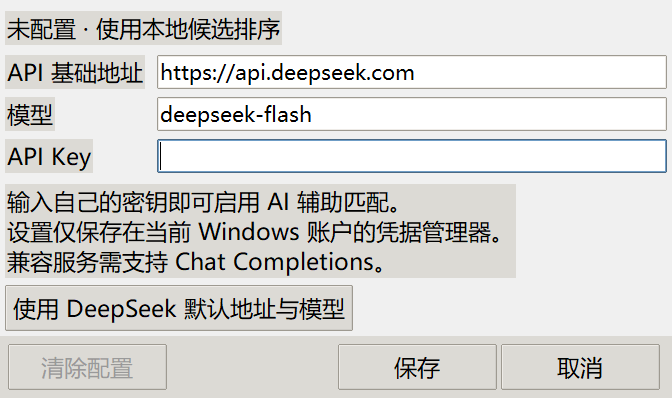 未配置 · 使用本地候选排序
API 基础地址 https://api.deepseek.com
模型 deepseek-flash
API Key
输入自己的密钥即可启用 AI 辅助匹配。
设置仅保存在当前 Windows 账户的凭据管理器。
兼容服务需支持 Chat Completions。
使用 DeepSeek 默认地址与模型
清除配置 保存 取消